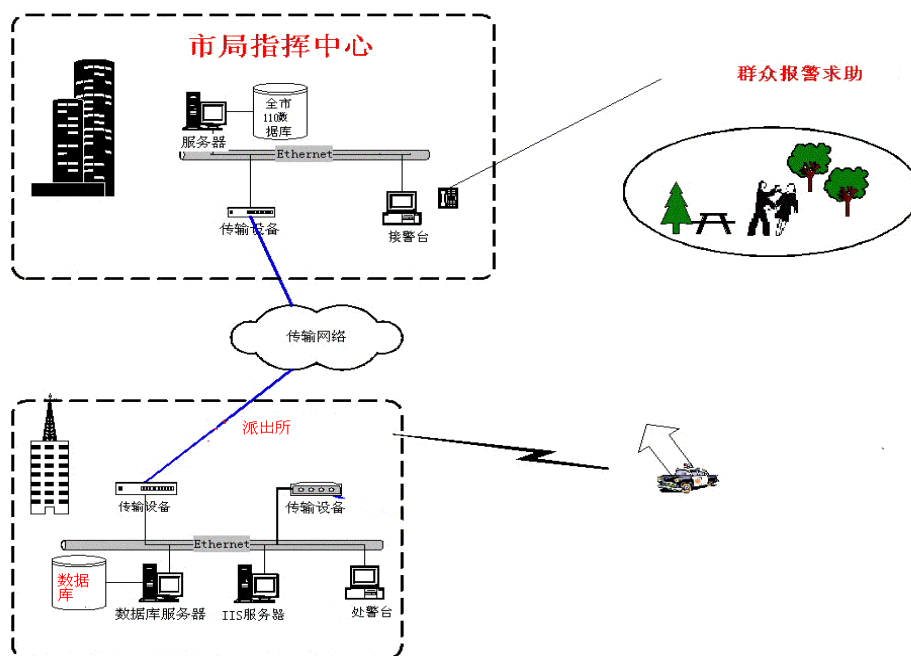 市局指挥中心
群众报警求助
全市
110数
据库
服务器
Ethernet
传输设备
接警台
传输网络
派出所
传输设备
传输设备
Ethernet
数据
库
数据库服务器
IIS服务器
处警台